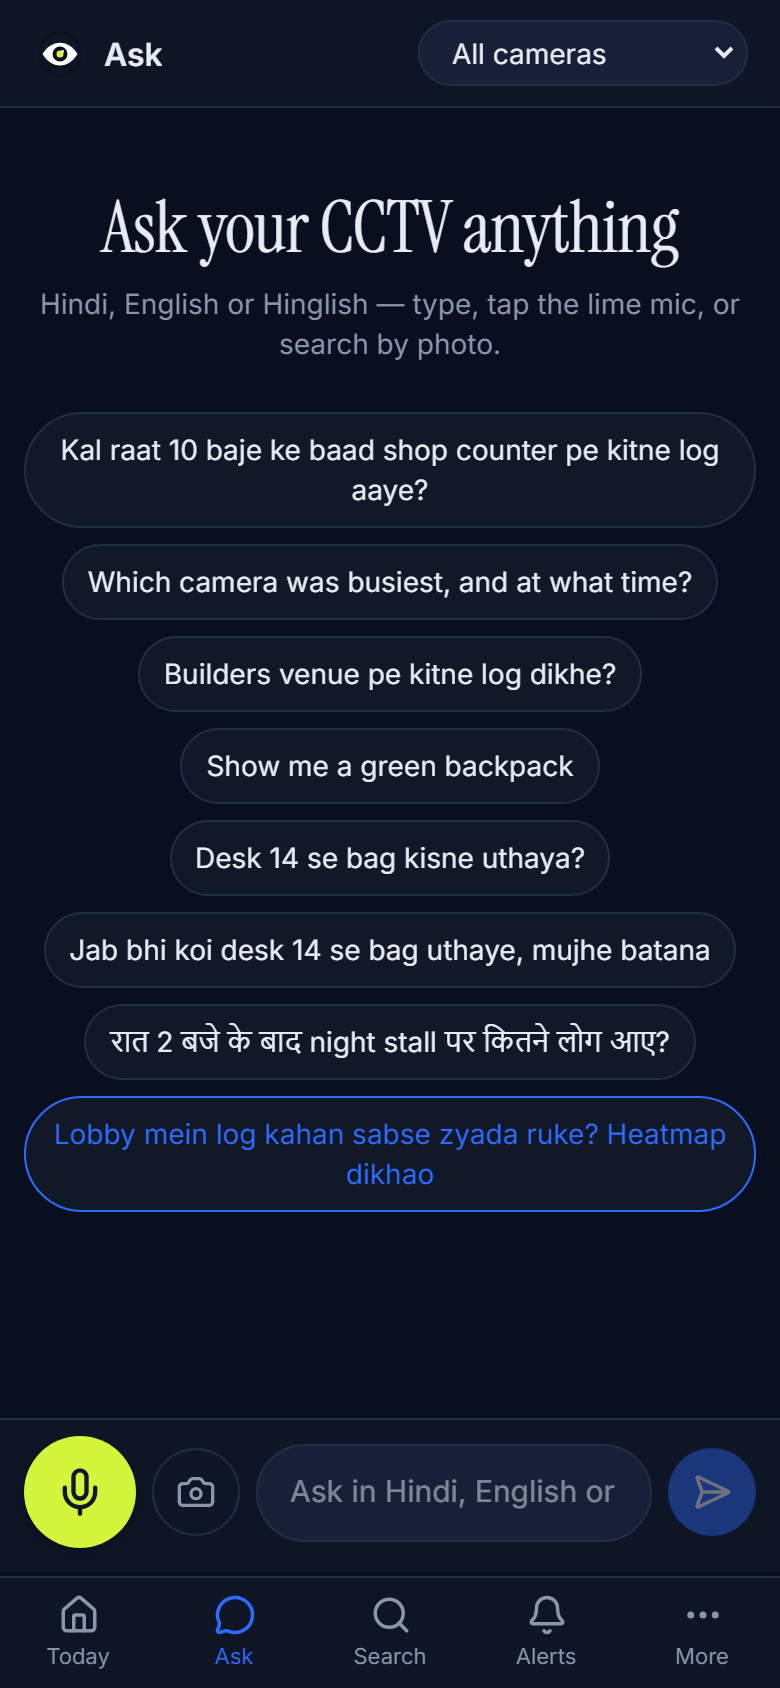 Ask
All cameras
Ask your CCTV anything
Hindi, English or Hinglish — type, tap the lime mic, or
search by photo.
Kal raat 10 baje ke baad shop counter pe kitne log
aaye?
Which camera was busiest, and at what time?
Builders venue pe kitne log dikhe?
Show me a green backpack
Desk 14 se bag kisne uthaya?
Jab bhi koi desk 14 se bag uthaye, mujhe batana
रात 2 बजे के बाद night stall पर कितने लोग आए?
Lobby mein log kahan sabse zyada ruke? Heatmap
dikhao
Ask in Hindi, English or
Today
Ask
Search
Alerts
More